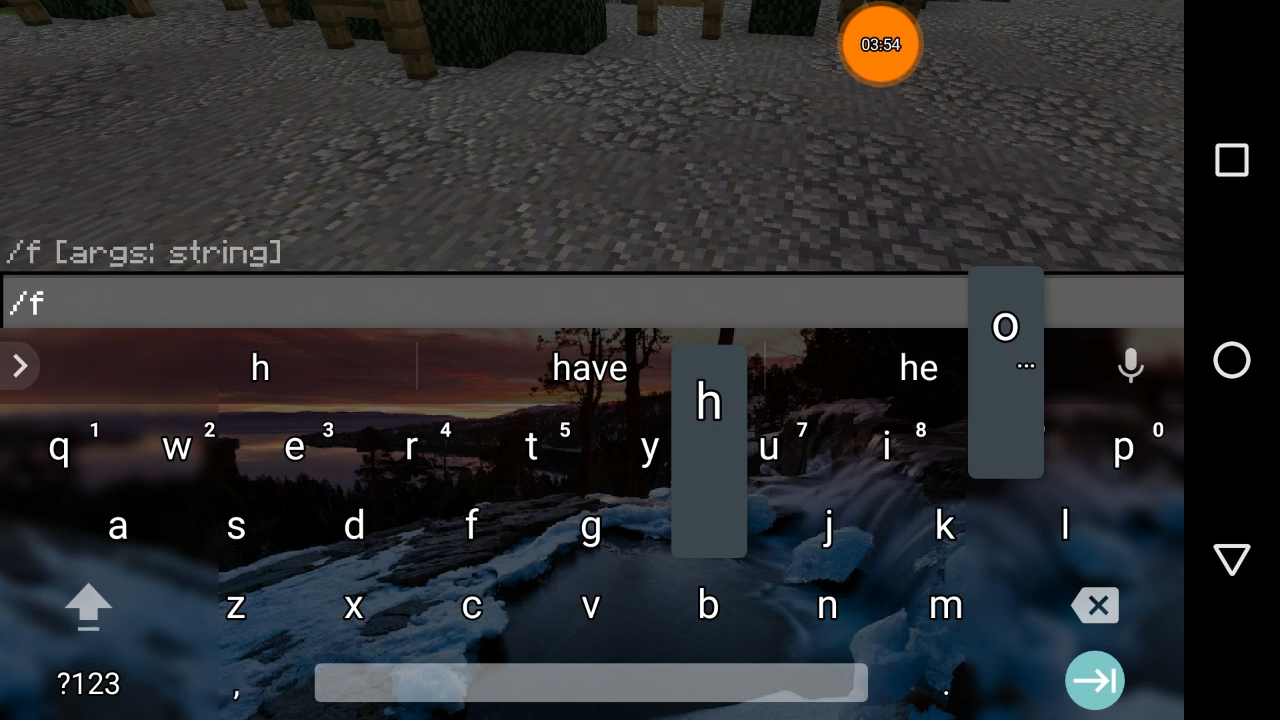 03:54
/f [args: string]
/f
h have he
q 1 w 2 e 3 r 4 t 5 y u 7 i 8 o ... p 0
a s d f g h j k l
z x c v b n m
?123 , .